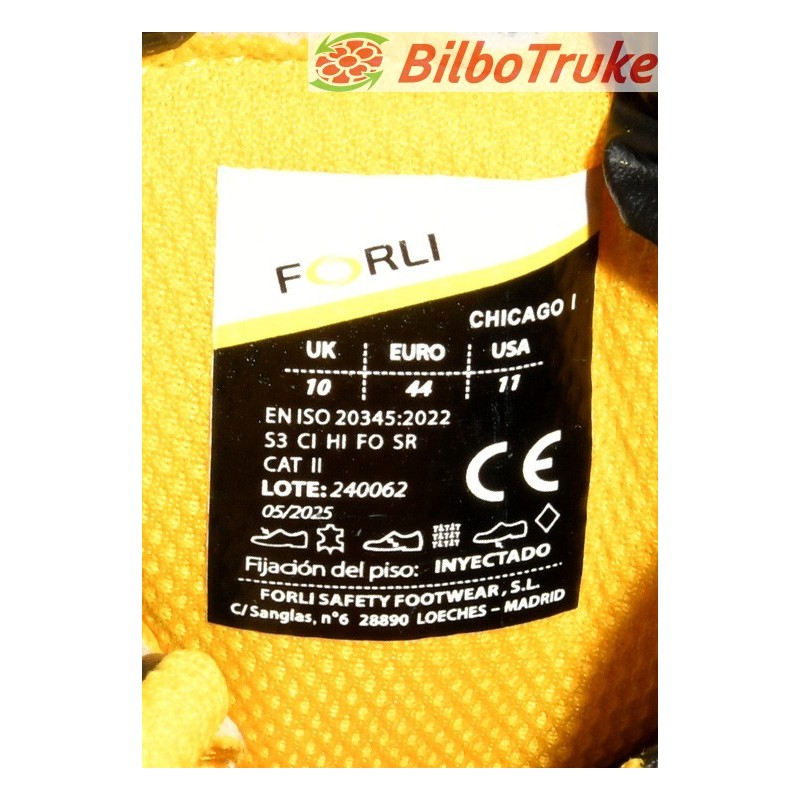 BilboTruke
FORLI
CHICAGO I
UK EURO USA
10 44 11
EN ISO 20345:2022
S3 CI HI FO SR
CAT II
CE
LOTE: 240062
05/2025
Fijación del piso: INYECTADO
FORLI SAFETY FOOTWEAR, S.L.
C/ Sanglas, nº6 28890 LOECHES - MADRID